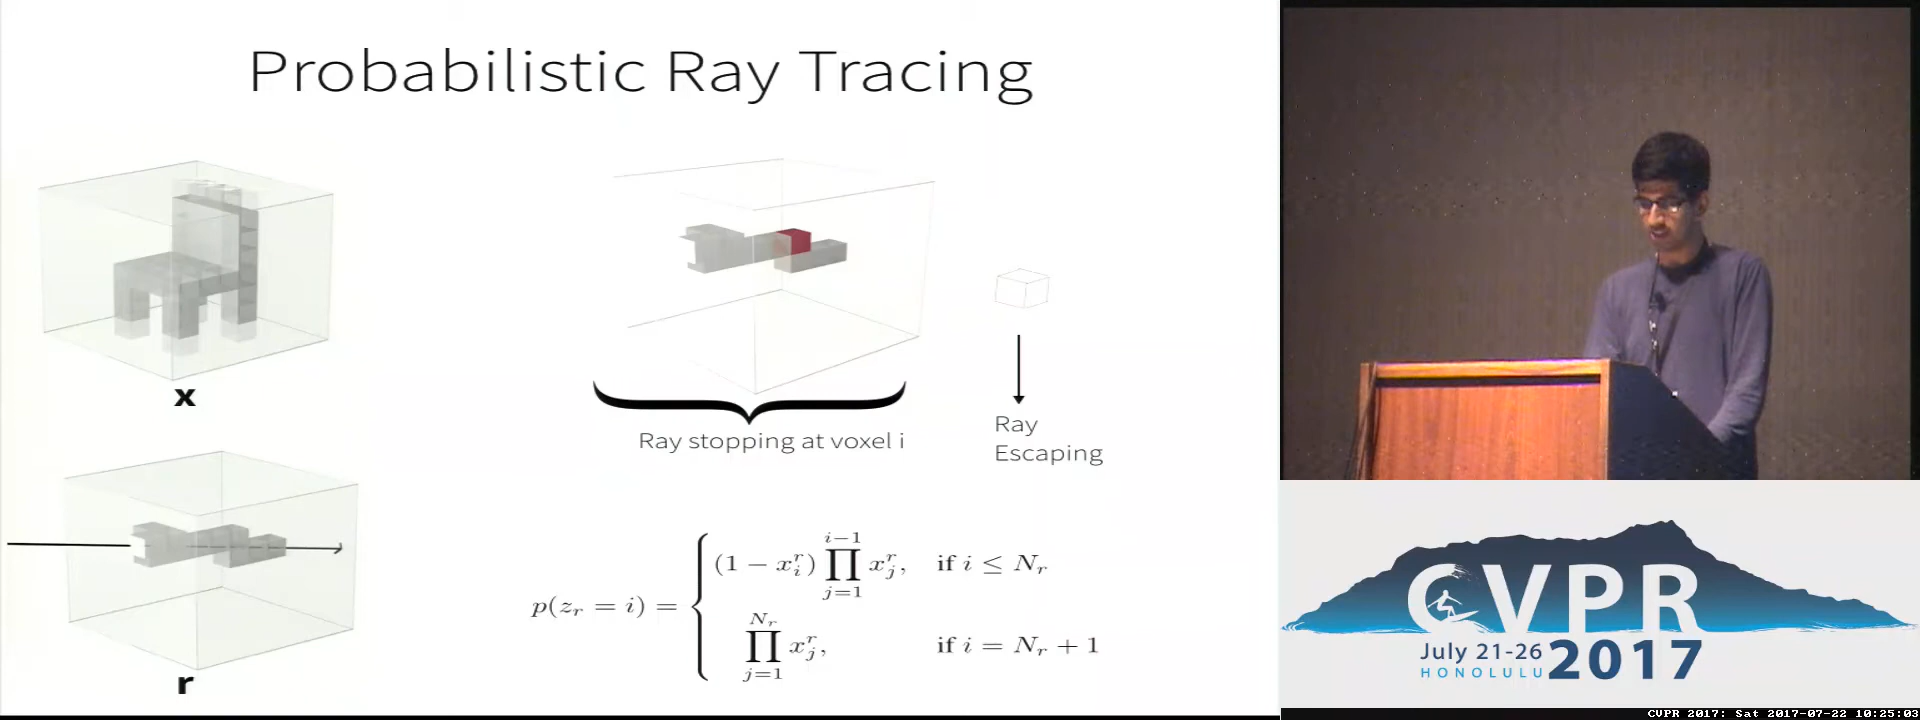 Probabilistic Ray Tracing
x
Ray stopping at voxel i
Ray
Escaping
r
p(z_r = i) = { (1 − x_i^r) ∏_{j=1}^{i−1} x_j^r, if i ≤ N_r
∏_{j=1}^{N_r} x_j^r, if i = N_r + 1
CVPR
July 21-26
HONOLULU
2017
CVPR 2017: Sat 2017-07-22 10:25:03